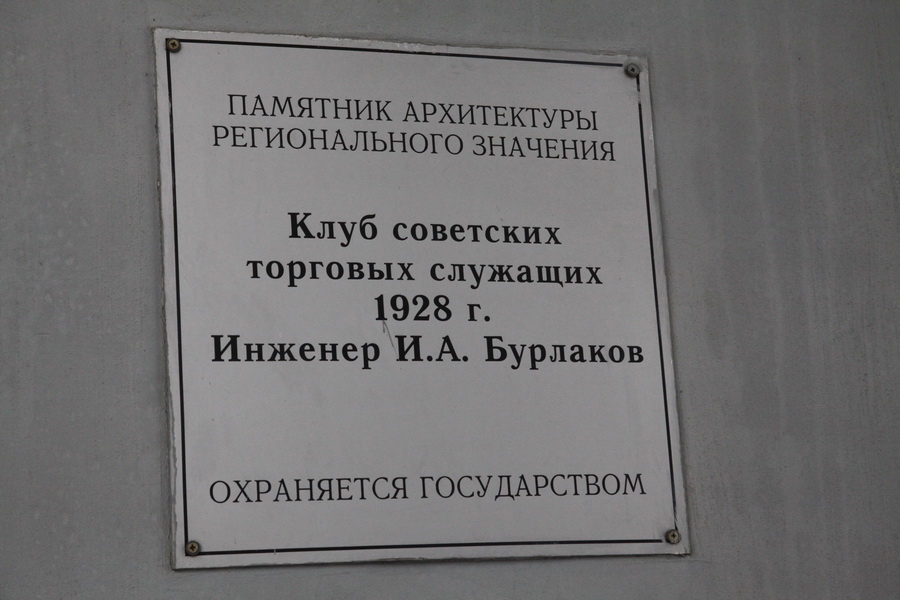 ПАМЯТНИК АРХИТЕКТУРЫ
РЕГИОНАЛЬНОГО ЗНАЧЕНИЯ
Клуб советских
торговых служащих
1928 г.
Инженер И.А. Бурлаков
ОХРАНЯЕТСЯ ГОСУДАРСТВОМ